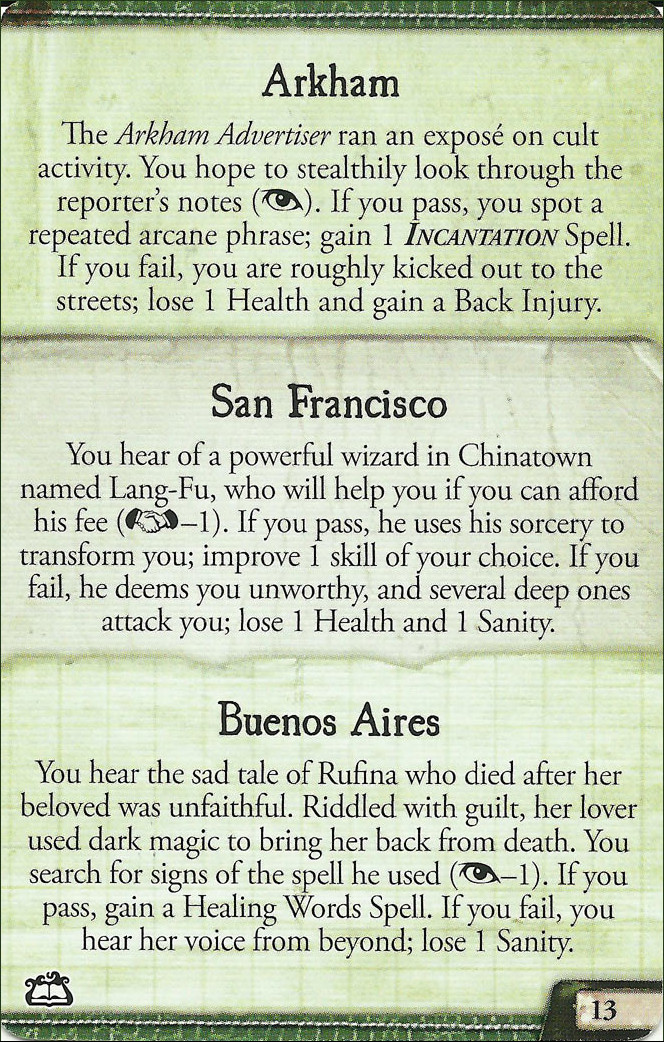 Arkham
The Arkham Advertiser ran an exposé on cult
activity. You hope to stealthily look through the
reporter's notes (). If you pass, you spot a
repeated arcane phrase; gain 1 INCANTATION Spell.
If you fail, you are roughly kicked out to the
streets; lose 1 Health and gain a Back Injury.
San Francisco
You hear of a powerful wizard in Chinatown
named Lang-Fu, who will help you if you can afford
his fee (–1). If you pass, he uses his sorcery to
transform you; improve 1 skill of your choice. If you
fail, he deems you unworthy, and several deep ones
attack you; lose 1 Health and 1 Sanity.
Buenos Aires
You hear the sad tale of Rufina who died after her
beloved was unfaithful. Riddled with guilt, her lover
used dark magic to bring her back from death. You
search for signs of the spell he used (–1). If you
pass, gain a Healing Words Spell. If you fail, you
hear her voice from beyond; lose 1 Sanity.
13